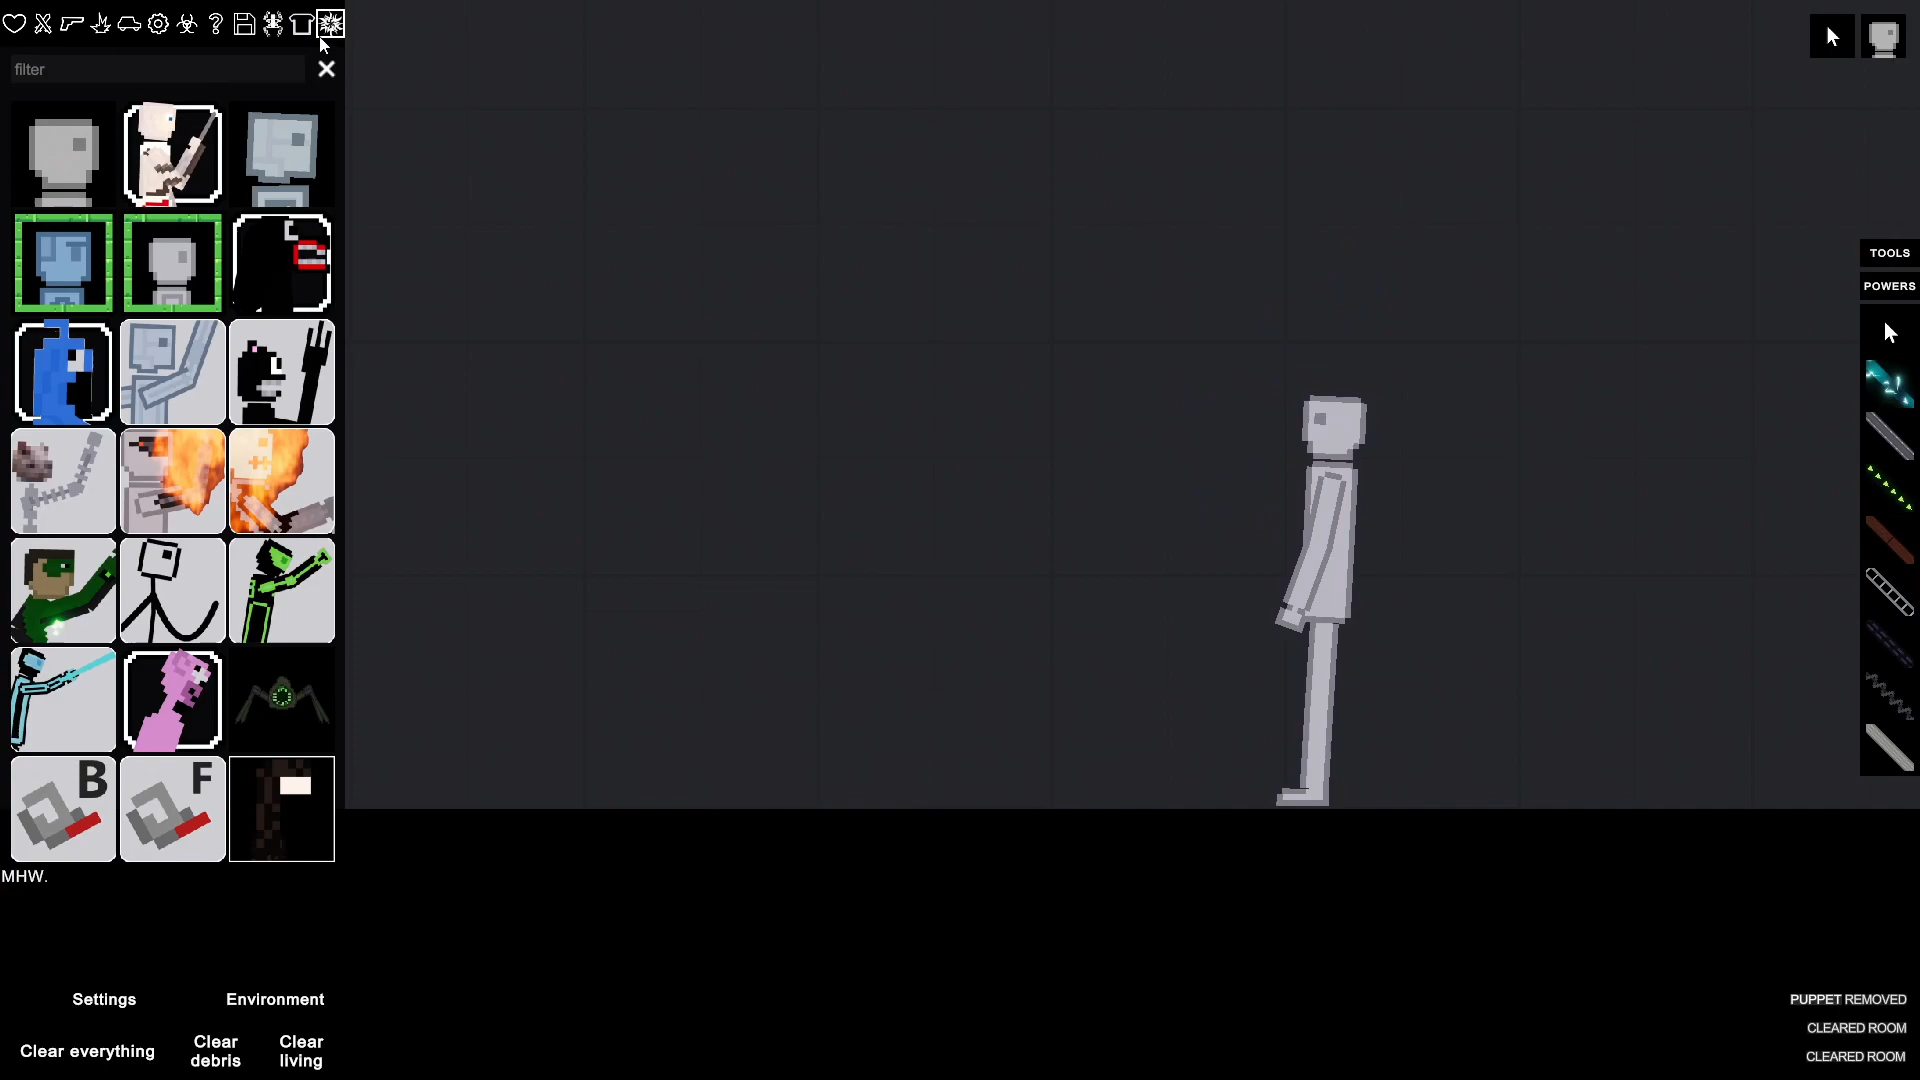 filter
TOOLS
POWERS
B
F
MHW.
Settings
Environment
Clear everything
Clear
debris
Clear
living
PUPPET REMOVED
CLEARED ROOM
CLEARED ROOM